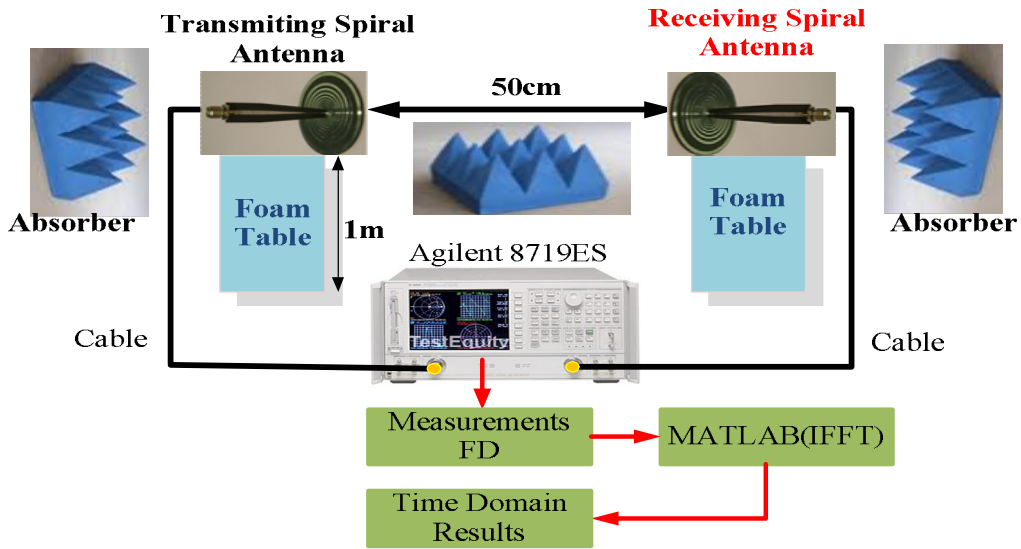 Transmiting Spiral
Antenna
Receiving Spiral
Antenna
50cm
Absorber
Foam
Table
1m
Foam
Table
Absorber
Agilent 8719ES
TestEquity
Cable
Cable
Measurements
FD
MATLAB(IFFT)
Time Domain
Results